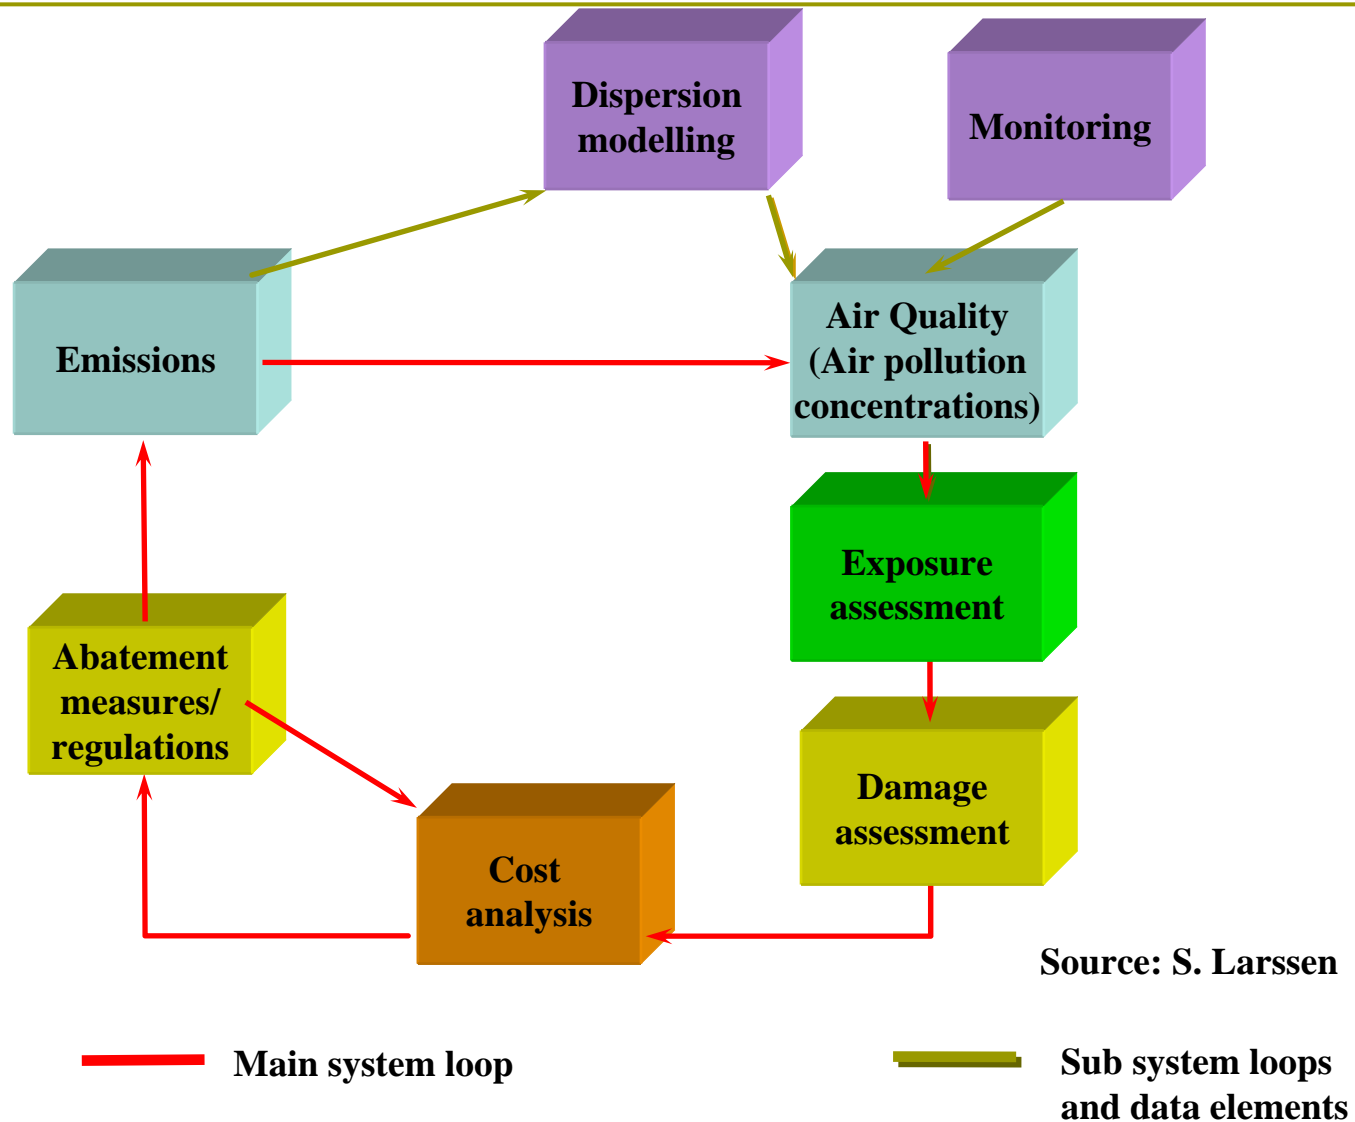 Dispersion
modelling
Monitoring
Emissions
Air Quality
(Air pollution
concentrations)
Exposure
assessment
Abatement
measures/
regulations
Damage
assessment
Cost
analysis
Source: S. Larssen
Main system loop
Sub system loops
and data elements